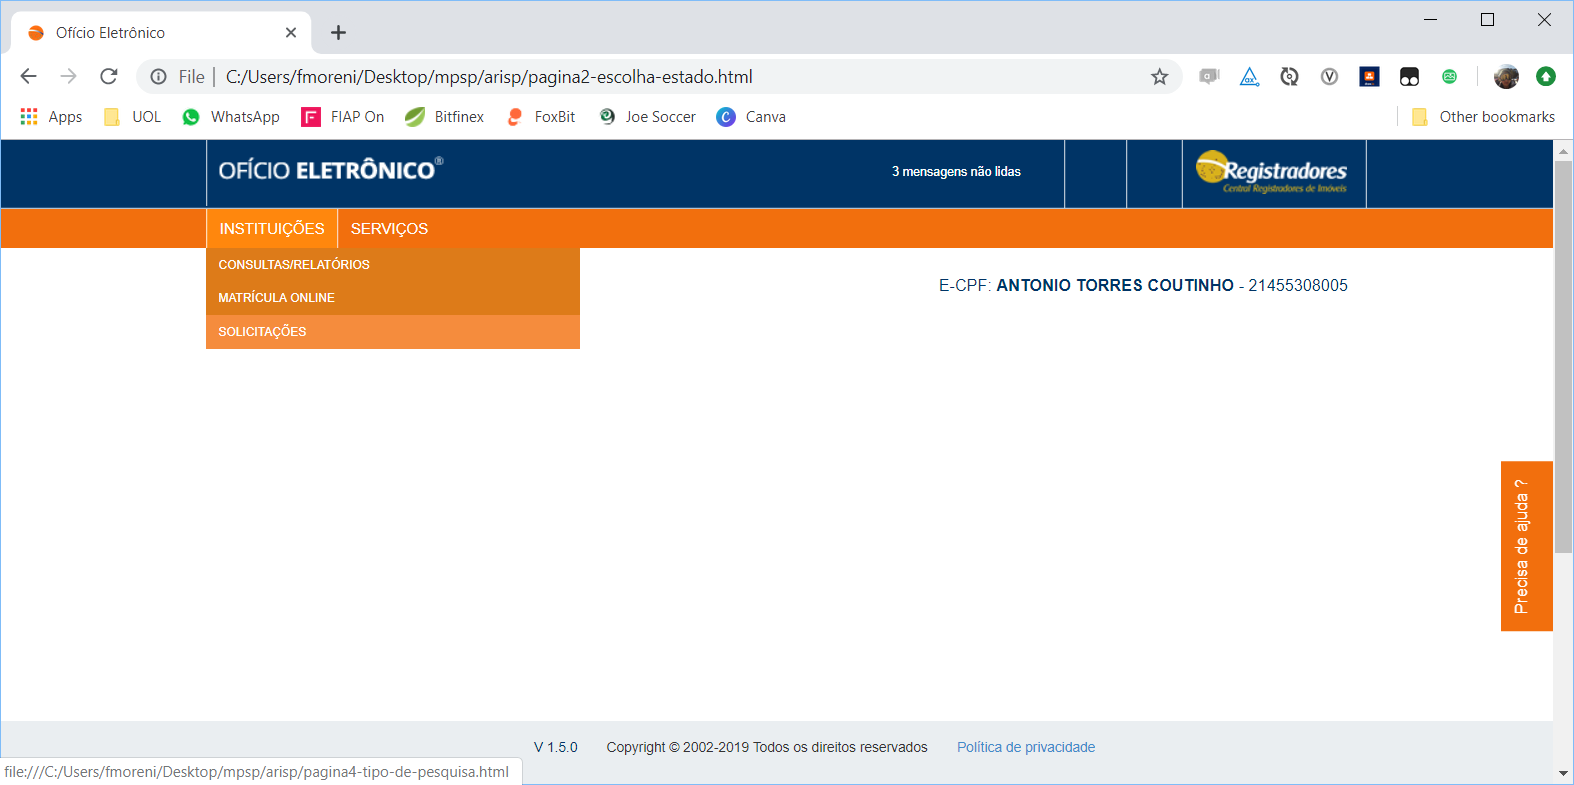 Ofício Eletrônico
File | C:/Users/fmoreni/Desktop/mpsp/arisp/pagina2-escolha-estado.html
Apps UOL WhatsApp FIAP On Bitfinex FoxBit Joe Soccer Canva Other bookmarks
OFÍCIO ELETRÔNICO®
3 mensagens não lidas
Registradores
Central Registradores de Imóveis
INSTITUIÇÕES SERVIÇOS
CONSULTAS/RELATÓRIOS
MATRÍCULA ONLINE
SOLICITAÇÕES
E-CPF: ANTONIO TORRES COUTINHO - 21455308005
Precisa de ajuda ?
V 1.5.0 Copyright © 2002-2019 Todos os direitos reservados Política de privacidade
file:///C:/Users/fmoreni/Desktop/mpsp/arisp/pagina4-tipo-de-pesquisa.html